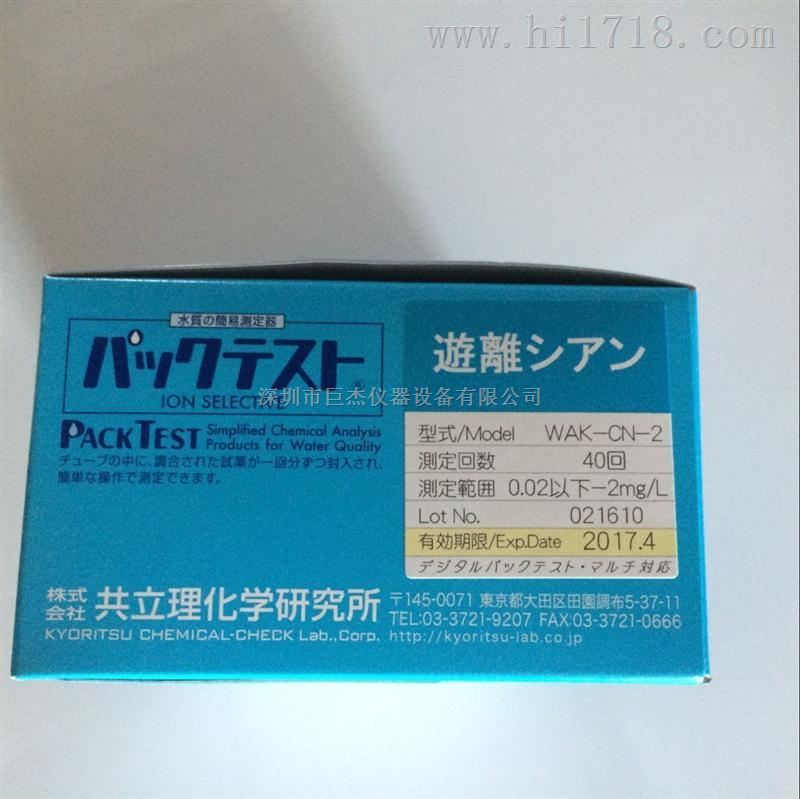 http://www.hi1718.com
水質の簡易測定器
パックテスト®
ION SELECTIVE
深圳市巨杰仪器设备有限公司
PACKTEST Simplified Chemical Analysis
Products for Water Quality
チューブの中に、調合された試薬が一回分ずつ封入され、
簡単な操作で測定できます。
遊離シアン
型式/Model WAK-CN-2
測定回数 40回
測定範囲 0.02以下-2mg/L
Lot No. 021610
有効期限/Exp.Date 2017.4
デジタルパックテスト・マルチ対応
株式会社 共立理化学研究所
KYORITSU CHEMICAL-CHECK Lab.,Corp.
〒145-0071 東京都大田区田園調布5-37-11
TEL:03-3721-9207 FAX:03-3721-0666
http://kyoritsu-lab.co.jp